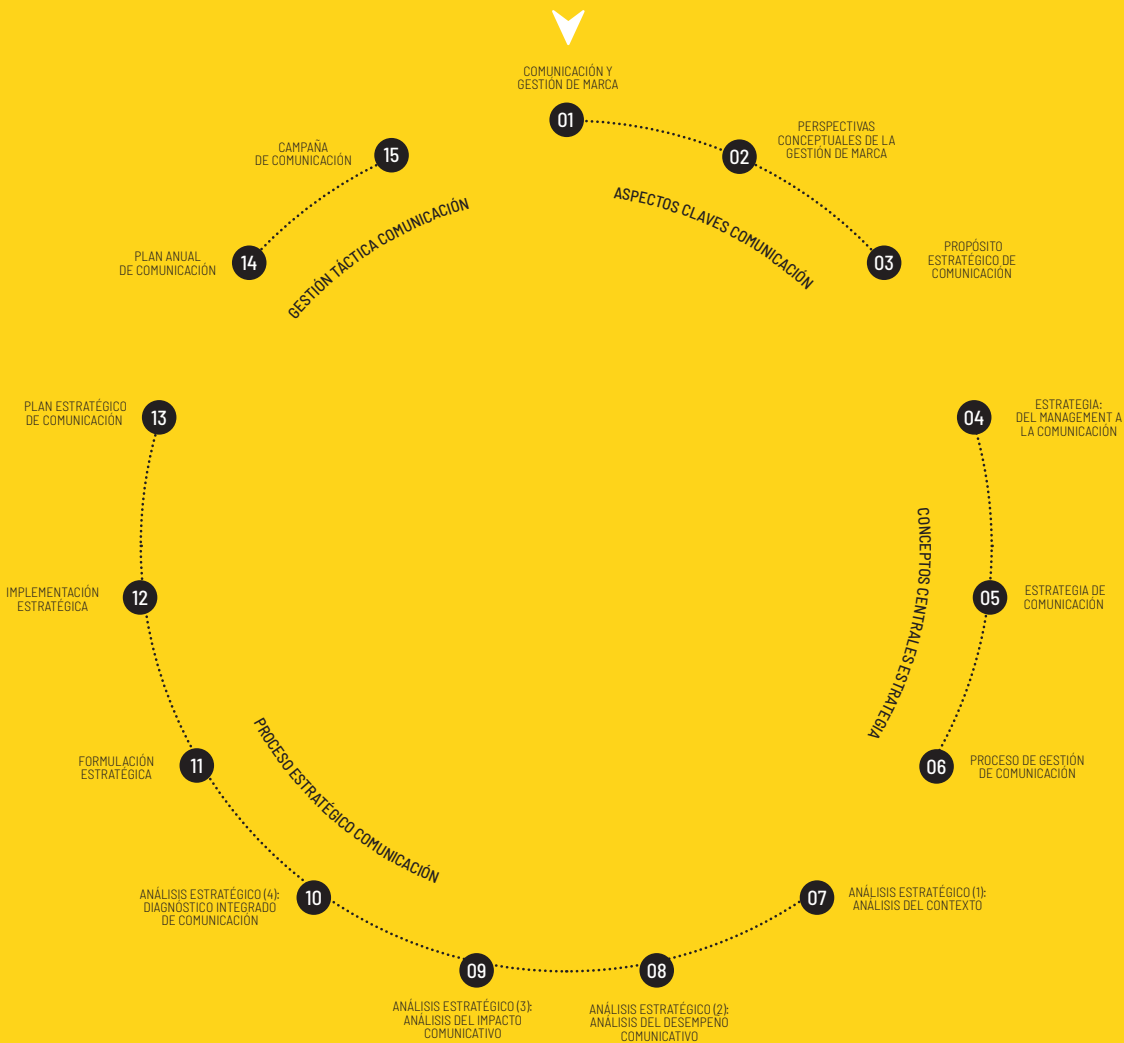 COMUNICACIÓN Y
GESTIÓN DE MARCA
01
PERSPECTIVAS
CONCEPTUALES DE LA
GESTIÓN DE MARCA
02
PROPÓSITO
ESTRATÉGICO DE
COMUNICACIÓN
03
ASPECTOS CLAVES COMUNICACIÓN
ESTRATEGIA:
DEL MANAGEMENT A
LA COMUNICACIÓN
04
ESTRATEGIA DE
COMUNICACIÓN
05
PROCESO DE GESTIÓN
DE COMUNICACIÓN
06
CONCEPTOS CENTRALES ESTRATEGIA
ANÁLISIS ESTRATÉGICO (1):
ANÁLISIS DEL CONTEXTO
07
08
ANÁLISIS ESTRATÉGICO (2):
ANÁLISIS DEL DESEMPEÑO
COMUNICATIVO
09
ANÁLISIS ESTRATÉGICO (3):
ANÁLISIS DEL IMPACTO
COMUNICATIVO
ANÁLISIS ESTRATÉGICO (4):
DIAGNÓSTICO INTEGRADO
DE COMUNICACIÓN
10
FORMULACIÓN
ESTRATÉGICA
11
IMPLEMENTACIÓN
ESTRATÉGICA
12
PLAN ESTRATÉGICO
DE COMUNICACIÓN
13
PROCESO ESTRATÉGICO COMUNICACIÓN
PLAN ANUAL
DE COMUNICACIÓN
14
CAMPAÑA
DE COMUNICACIÓN
15
GESTIÓN TÁCTICA COMUNICACIÓN